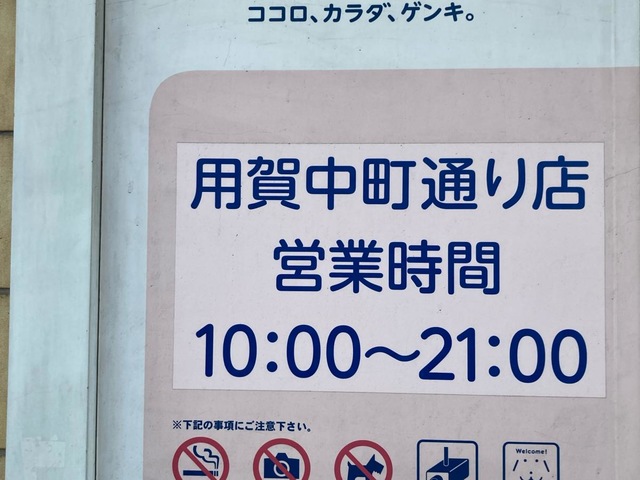 ココロ、カラダ、ゲンキ。
用賀中町通り店
営業時間
10:00〜21:00
※下記の事項にご注意下さい。
Welcome!